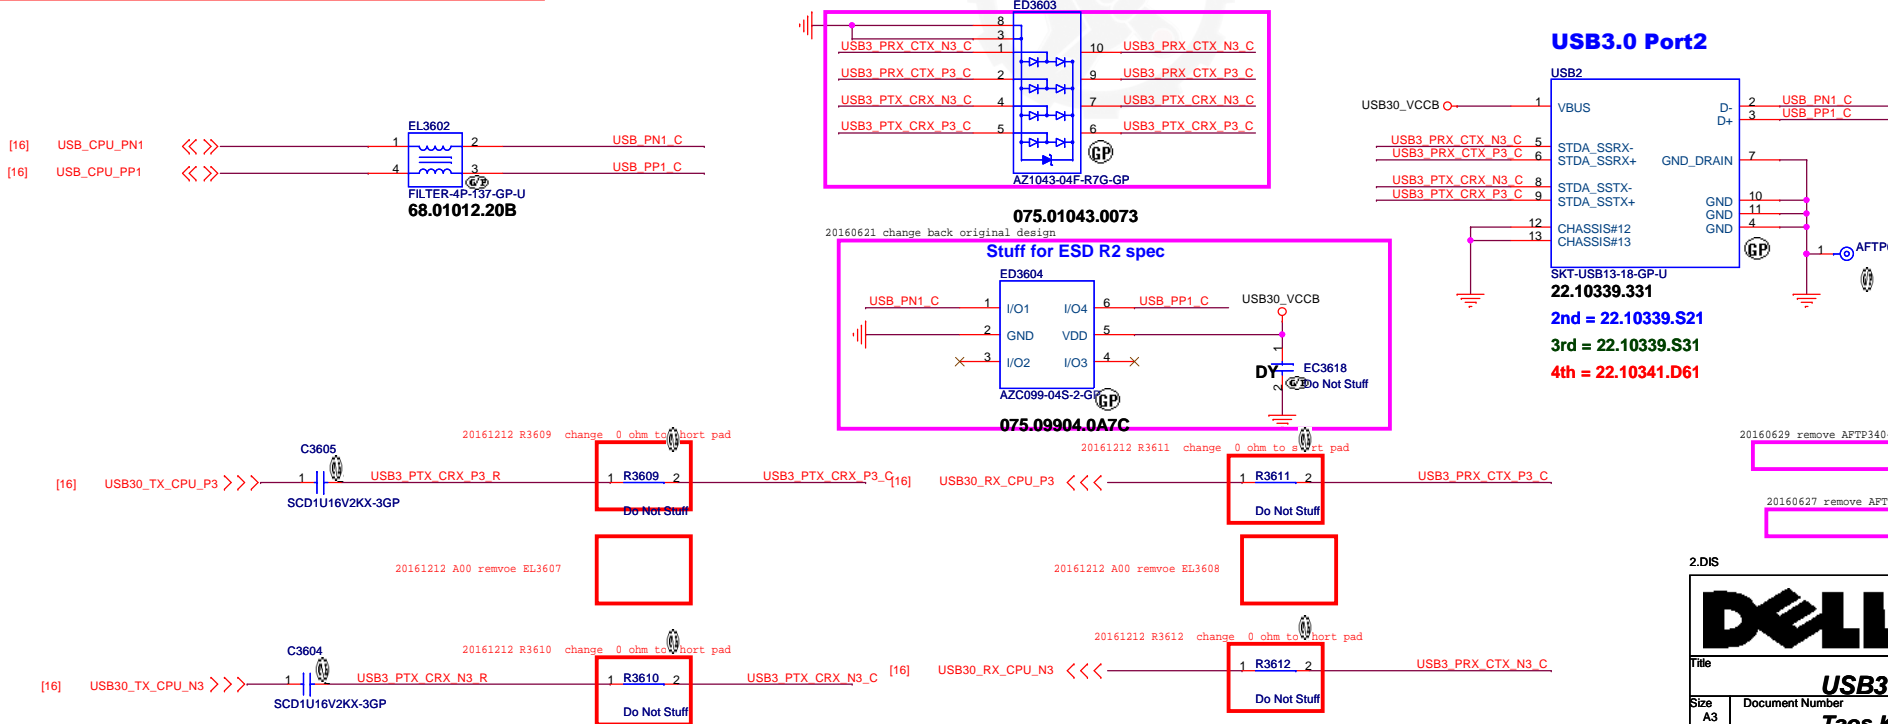 ED3603
8
3
USB3_PRX_CTX_N3_C 1 10 USB3_PRX_CTX_N3_C
USB3_PRX_CTX_P3_C 2 9 USB3_PRX_CTX_P3_C
USB3_PTX_CRX_N3_C 4 7 USB3_PTX_CRX_N3_C
USB3_PTX_CRX_P3_C 5 6 USB3_PTX_CRX_P3_C
GP
AZ1043-04F-R7G-GP
075.01043.0073
EL3602
[16] USB_CPU_PN1 1 2 USB_PN1_C
[16] USB_CPU_PP1 4 3 USB_PP1_C
FILTER-4P-137-GP-U
68.01012.20B
USB3.0 Port2
USB2
USB30_VCCB 1 VBUS D- 2 USB_PN1_C
D+ 3 USB_PP1_C
USB3_PRX_CTX_N3_C 5 STDA_SSRX-
USB3_PRX_CTX_P3_C 6 STDA_SSRX+ GND_DRAIN 7
USB3_PTX_CRX_N3_C 8 STDA_SSTX-
USB3_PTX_CRX_P3_C 9 STDA_SSTX+ GND 10
GND 11
12 CHASSIS#12 GND 4
13 CHASSIS#13
GP
1 AFTP
SKT-USB13-18-GP-U
22.10339.331
2nd = 22.10339.S21
3rd = 22.10339.S31
4th = 22.10341.D61
20160621 change back original design
Stuff for ESD R2 spec
ED3604
USB_PN1_C 1 I/O1 I/O4 6 USB_PP1_C USB30_VCCB
2 GND VDD 5
3 I/O2 I/O3 4
1
DY EC3618
2 Do Not Stuff
AZC099-04S-2-GP
GP
075.09904.0A7C
20161212 R3609 change 0 ohm to short pad
C3605
[16] USB30_TX_CPU_P3 1 USB3_PTX_CRX_P3_R 1 R3609 2 USB3_PTX_CRX_P3_C
SCD1U16V2KX-3GP
Do Not Stuff
20161212 R3611 change 0 ohm to short pad
[16] USB30_RX_CPU_P3 1 R3611 2 USB3_PRX_CTX_P3_C
Do Not Stuff
20161212 A00 remvoe EL3607
20161212 A00 remvoe EL3608
20161212 R3610 change 0 ohm to short pad
C3604
[16] USB30_TX_CPU_N3 1 USB3_PTX_CRX_N3_R 1 R3610 2 USB3_PTX_CRX_N3_C
SCD1U16V2KX-3GP
Do Not Stuff
20161212 R3612 change 0 ohm to short pad
[16] USB30_RX_CPU_N3 1 R3612 2 USB3_PRX_CTX_N3_C
Do Not Stuff
20160629 remove AFTP340
20160627 remove AFT
2.DIS
DELL
Title
USB3
Size
A3
Document Number